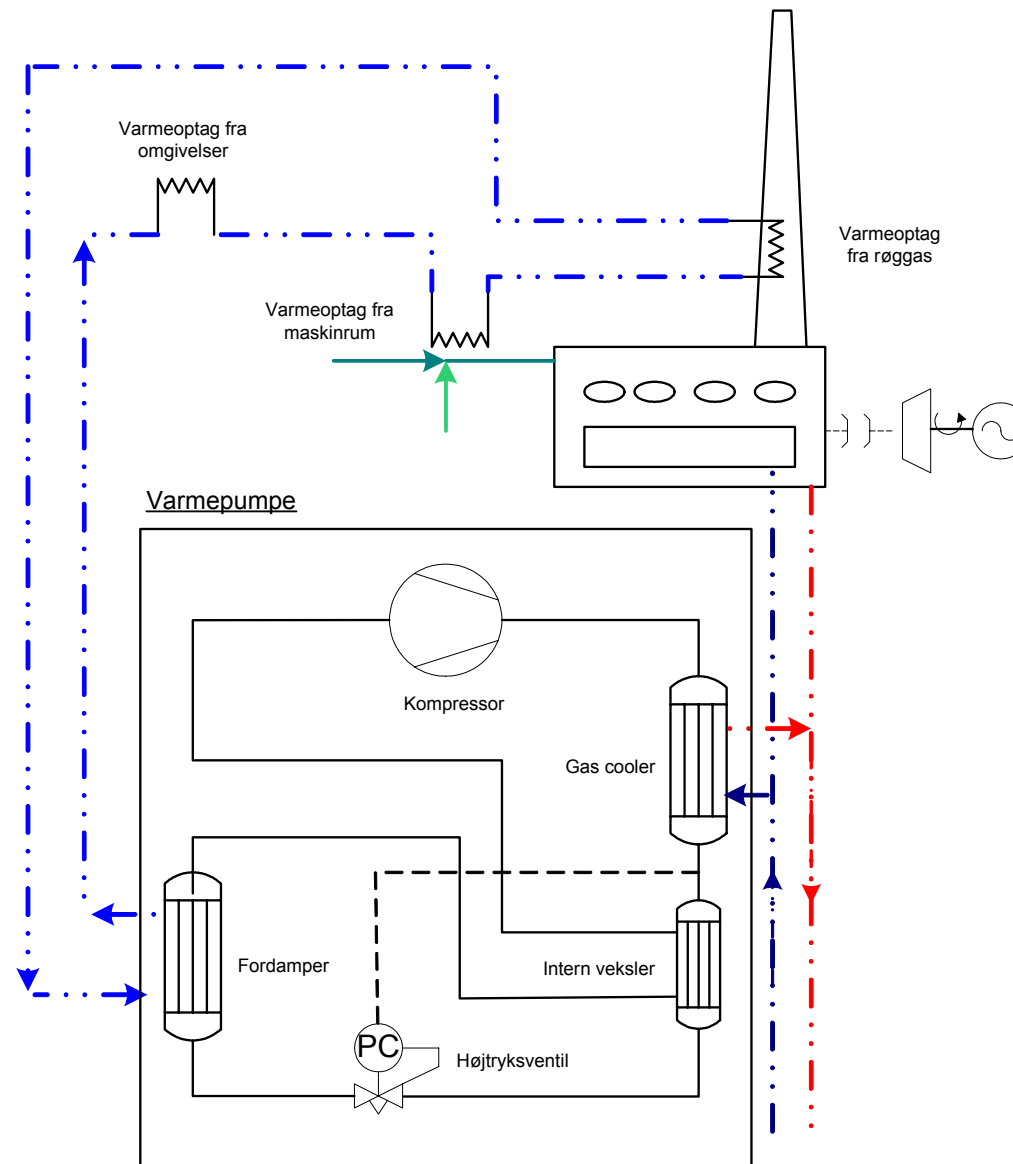 Varmeoptag fra
omgivelser
Varmeoptag
fra røggas
Varmeoptag fra
maskinrum
Varmepumpe
Kompressor
Gas cooler
Fordamper
Intern veksler
PC
Højtryksventil